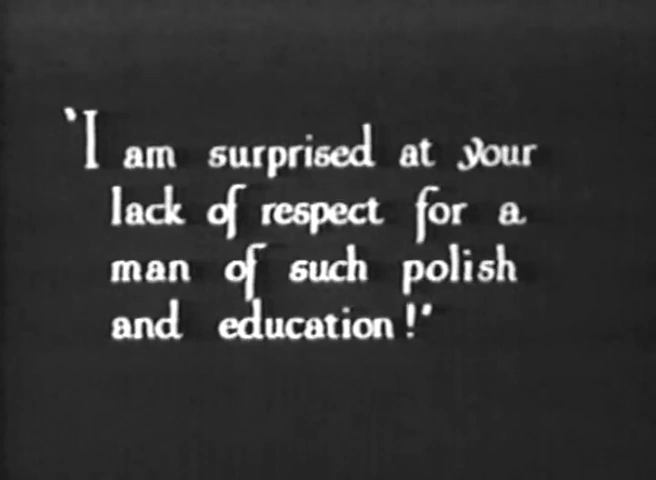 'I am surprised at your
lack of respect for a
man of such polish
and education!'